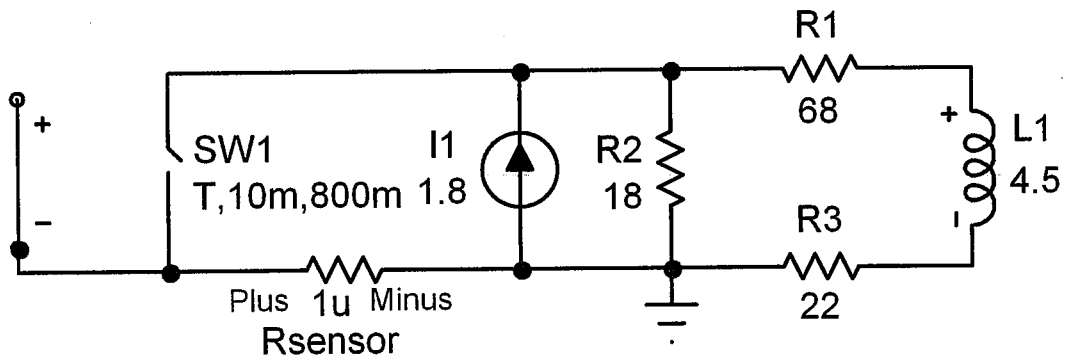 R1
68
+
SW1
T,10m,800m
I1
1.8
R2
18
+
L1
4.5
-
-
R3
22
Plus
1u
Minus
Rsensor